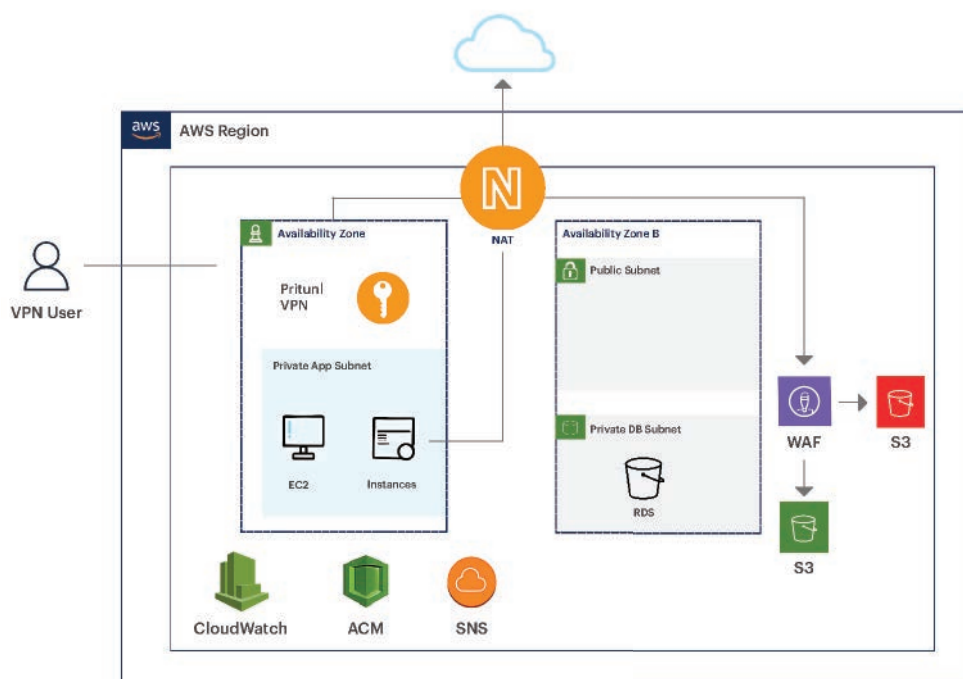 aws
AWS Region
N
NAT
Availability Zone
Availability Zone B
Public Subnet
Pritunl
VPN
VPN User
Private App Subnet
EC2
Instances
Private DB Subnet
RDS
WAF
S3
S3
CloudWatch
ACM
SNS